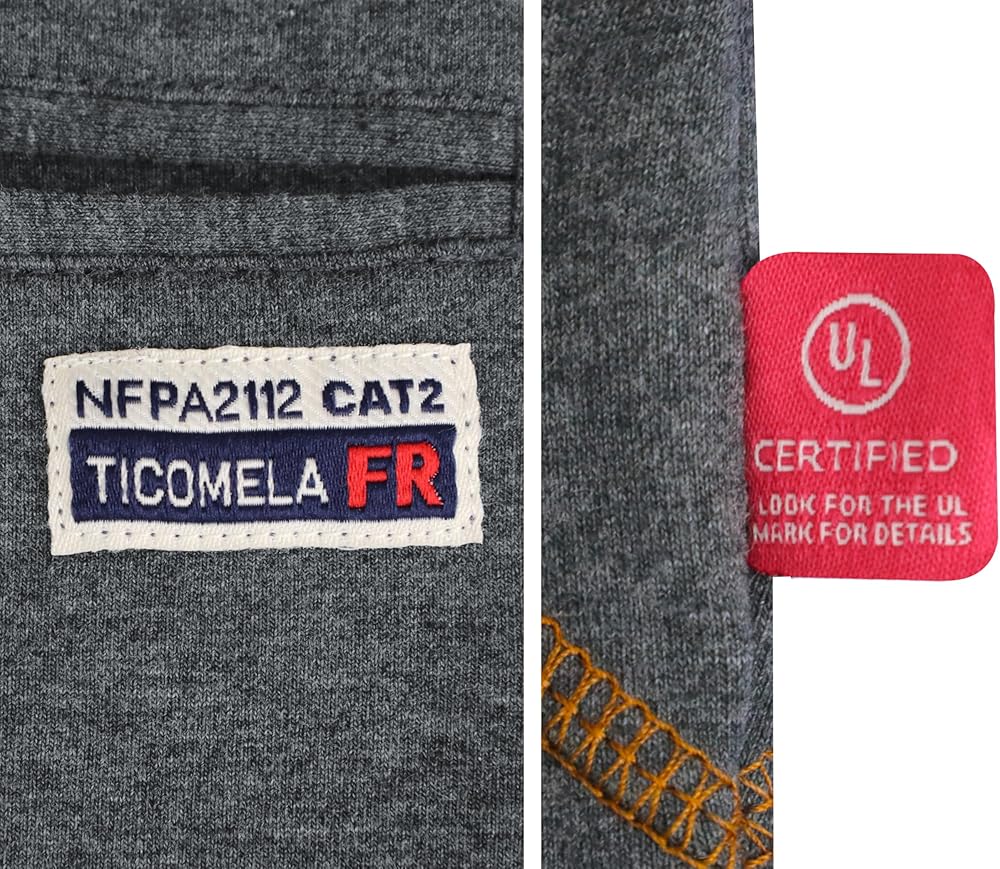 NFPA2112 CAT2
TICOMELA FR
UL
CERTIFIED
LOOK FOR THE UL
MARK FOR DETAILS